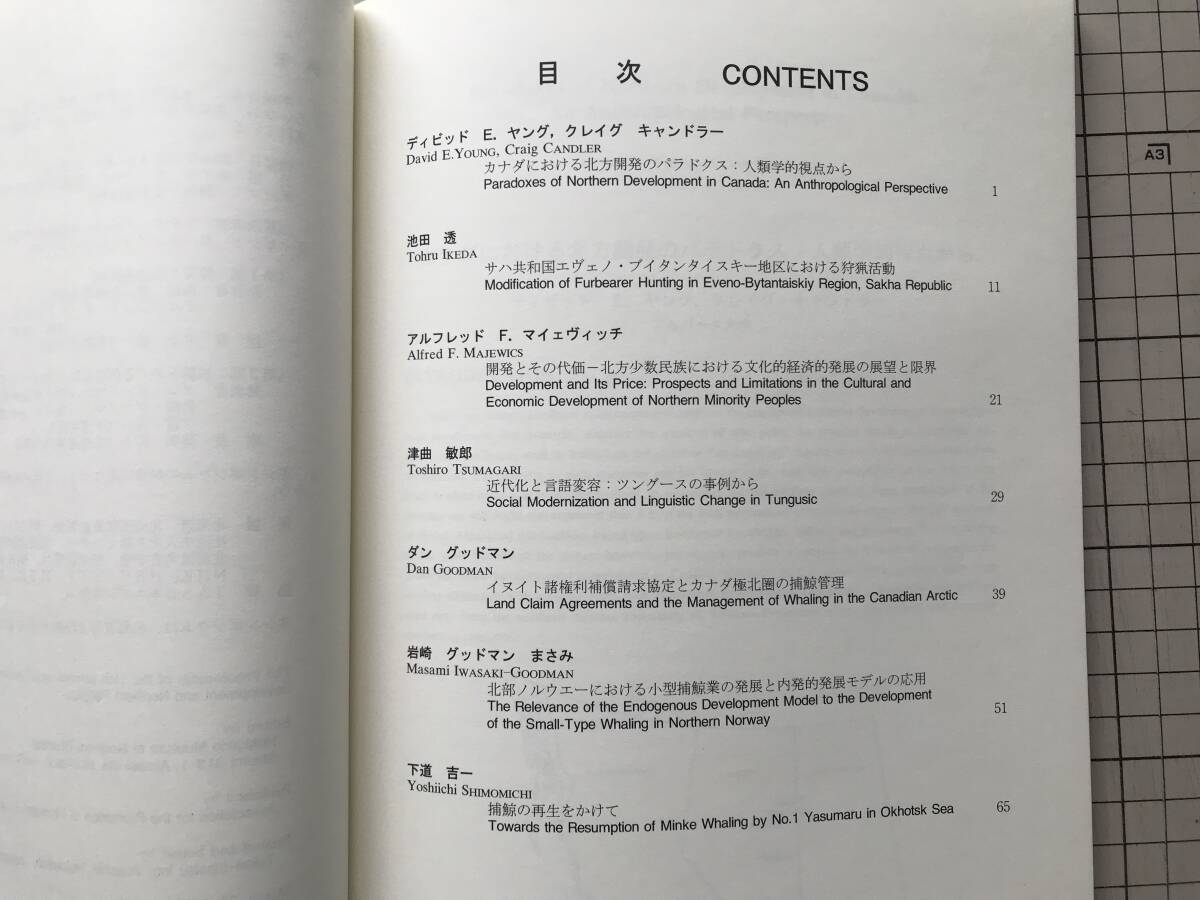 目 次 CONTENTS
ディビッド E. ヤング, クレイグ キャンドラー
David E.YOUNG, Craig CANDLER
カナダにおける北方開発のパラドクス：人類学的視点から
Paradoxes of Northern Development in Canada: An Anthropological Perspective 1
池田 透
Tohru IKEDA
サハ共和国エヴェノ・ブイタンタイスキー地区における狩猟活動
Modification of Furbearer Hunting in Eveno-Bytantaiskiy Region, Sakha Republic 11
アルフレッド F. マイェヴィッチ
Alfred F. MAJEWICS
開発とその代価－北方少数民族における文化的経済的発展の展望と限界
Development and Its Price: Prospects and Limitations in the Cultural and
Economic Development of Northern Minority Peoples 21
津曲 敏郎
Toshiro TSUMAGARI
近代化と言語変容：ツングースの事例から
Social Modernization and Linguistic Change in Tungusic 29
ダン グッドマン
Dan GOODMAN
イヌイト諸権利補償請求協定とカナダ極北圏の捕鯨管理
Land Claim Agreements and the Management of Whaling in the Canadian Arctic 39
岩崎 グッドマン まさみ
Masami IWASAKI-GOODMAN
北部ノルウエーにおける小型捕鯨業の発展と内発的発展モデルの応用
The Relevance of the Endogenous Development Model to the Development
of the Small-Type Whaling in Northern Norway 51
下道 吉一
Yoshiichi SHIMOMICHI
捕鯨の再生をかけて
Towards the Resumption of Minke Whaling by No.1 Yasumaru in Okhotsk Sea 65
A3